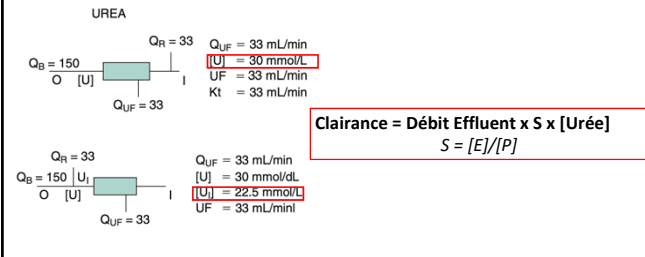 UREA
Q_R = 33
Q_B = 150
O [U] I
Q_UF = 33
Q_UF = 33 mL/min
[U] = 30 mmol/L
UF = 33 mL/min
Kt = 33 mL/min
Clairance = Débit Effluent x S x [Urée]
S = [E]/[P]
Q_R = 33
Q_B = 150 U_I
O [U] I
Q_UF = 33
Q_UF = 33 mL/min
[U] = 30 mmol/dL
[U_I] = 22.5 mmol/L
UF = 33 mL/minl